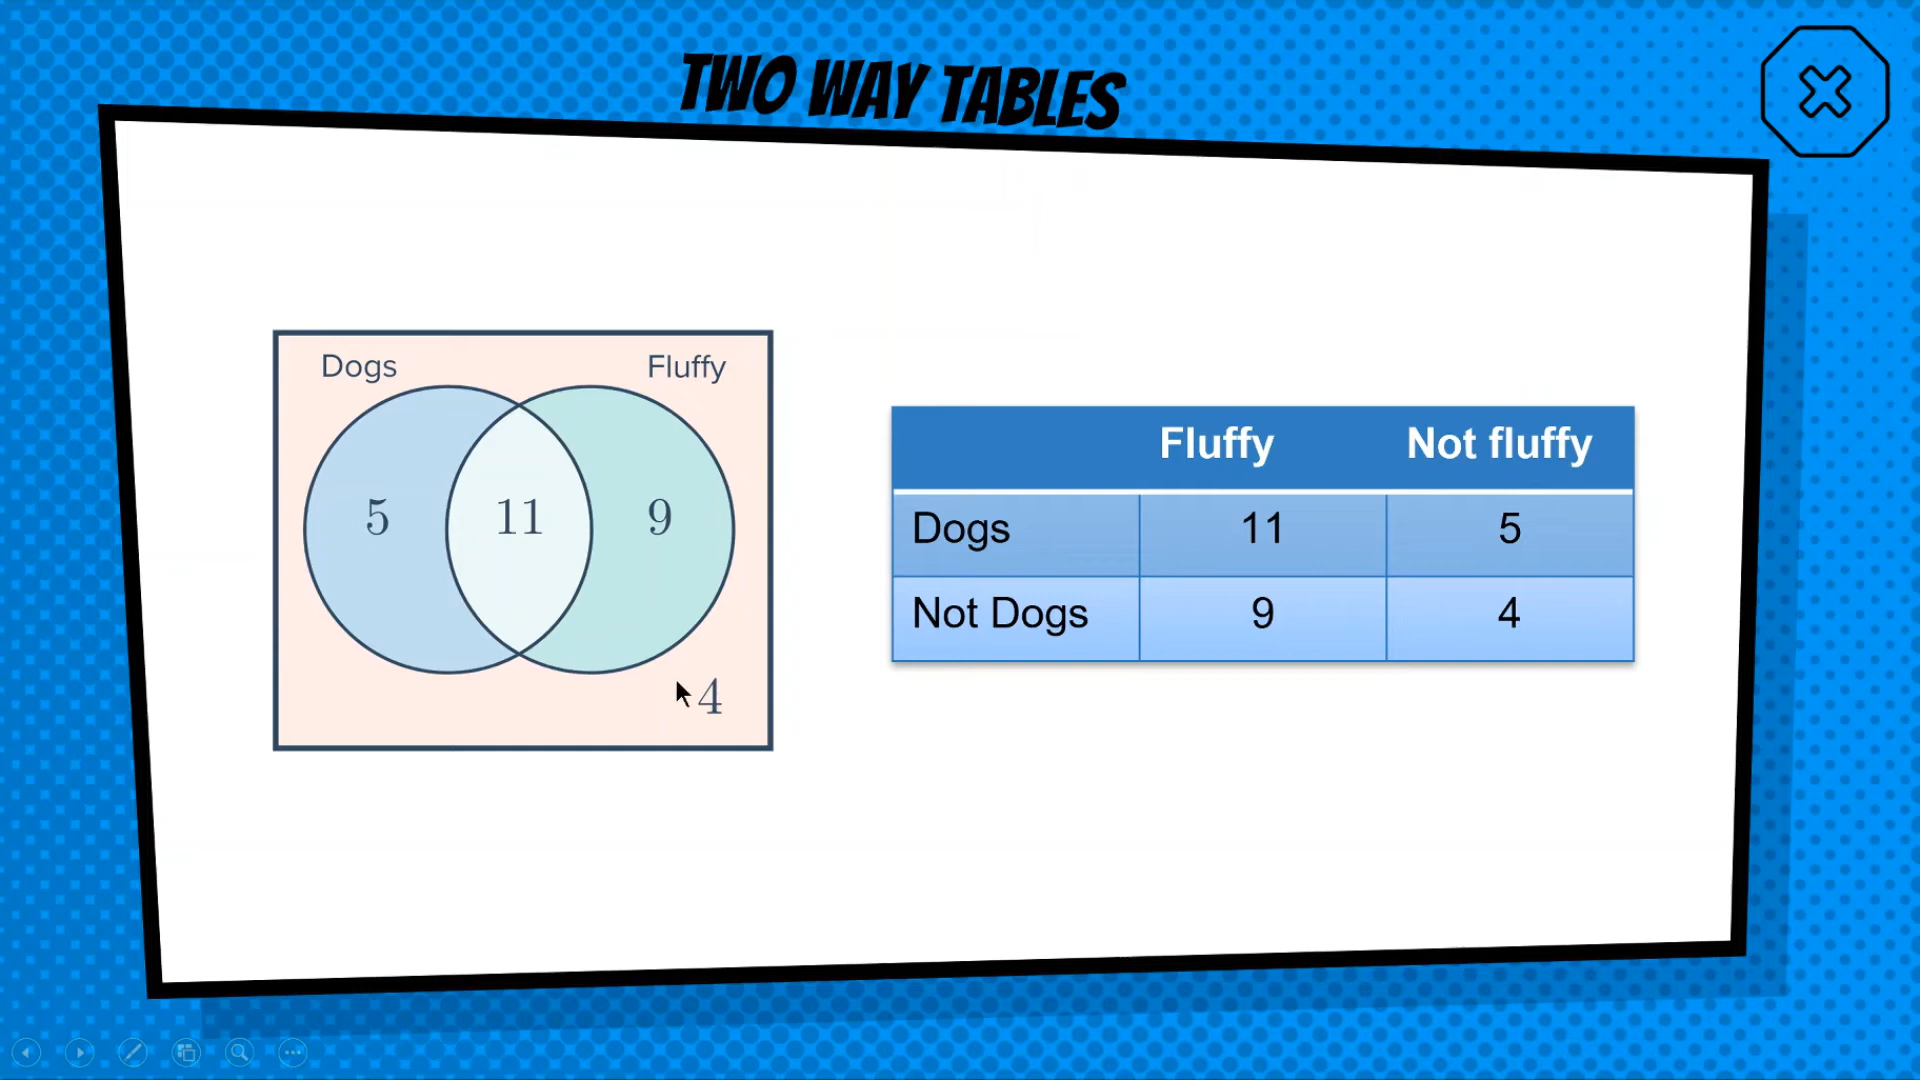 TWO WAY TABLES
Dogs Fluffy
5 11 9
4
Fluffy Not fluffy
Dogs 11 5
Not Dogs 9 4